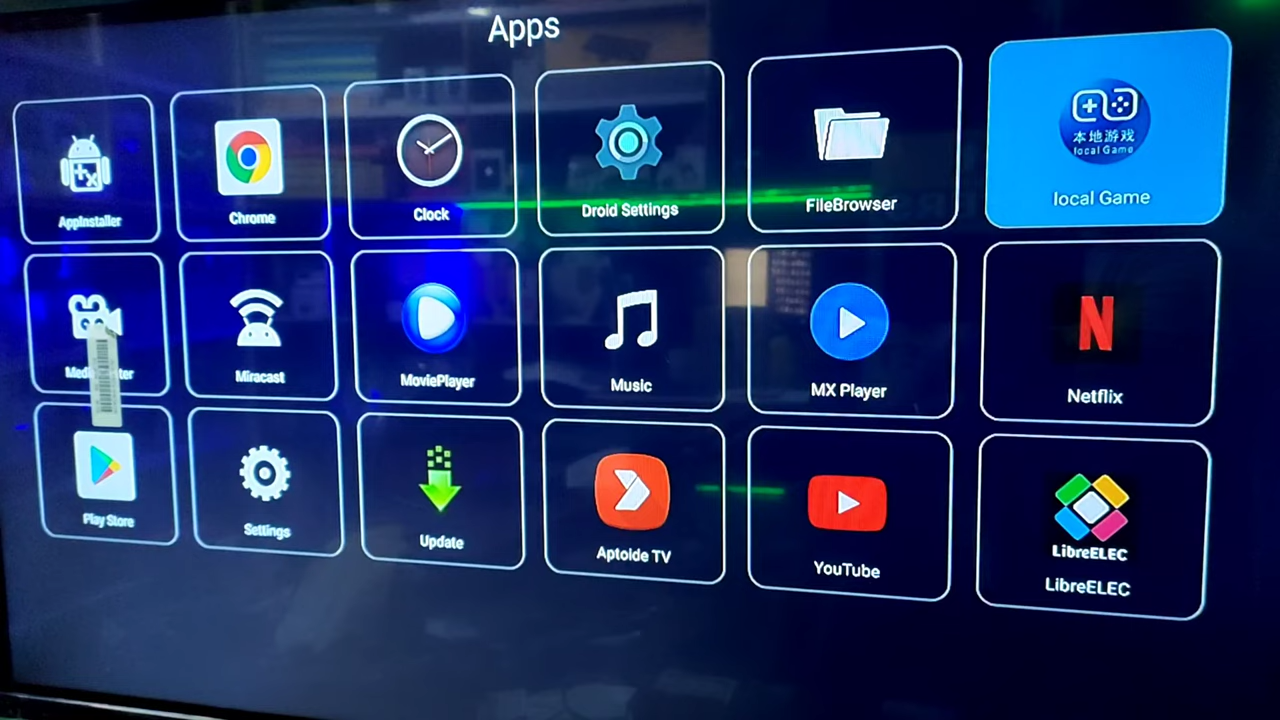 Apps
AppInstaller
Chrome
Clock
Droid Settings
FileBrowser
本地游戏
local Game
local Game
Miracast
MoviePlayer
Music
MX Player
N
Netflix
Play Store
Settings
Update
Aptoide TV
YouTube
LibreELEC
LibreELEC